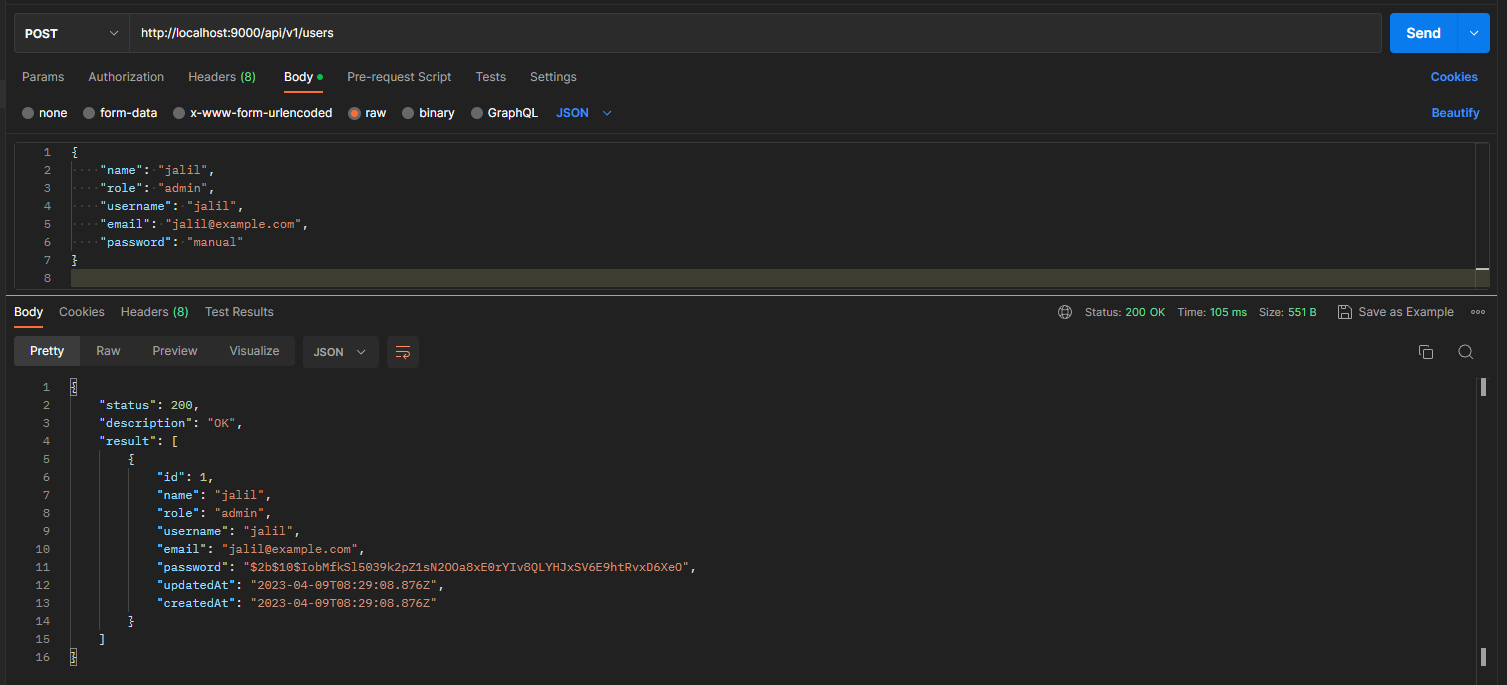 POST http://localhost:9000/api/v1/users Send
Params Authorization Headers (8) Body Pre-request Script Tests Settings Cookies
none form-data x-www-form-urlencoded raw binary GraphQL JSON Beautify
1 {
2 "name": "jalil",
3 "role": "admin",
4 "username": "jalil",
5 "email": "jalil@example.com",
6 "password": "manual"
7 }
8
Body Cookies Headers (8) Test Results Status: 200 OK Time: 105 ms Size: 551 B Save as Example
Pretty Raw Preview Visualize JSON
1 {
2 "status": 200,
3 "description": "OK",
4 "result": [
5 {
6 "id": 1,
7 "name": "jalil",
8 "role": "admin",
9 "username": "jalil",
10 "email": "jalil@example.com",
11 "password": "$2b$10$IobMfkSl5039k2pZ1sN2OOa8xE0rYIv8QLYHJxSV6E9htRvxD6XeO",
12 "updatedAt": "2023-04-09T08:29:08.876Z",
13 "createdAt": "2023-04-09T08:29:08.876Z"
14 }
15 ]
16 }